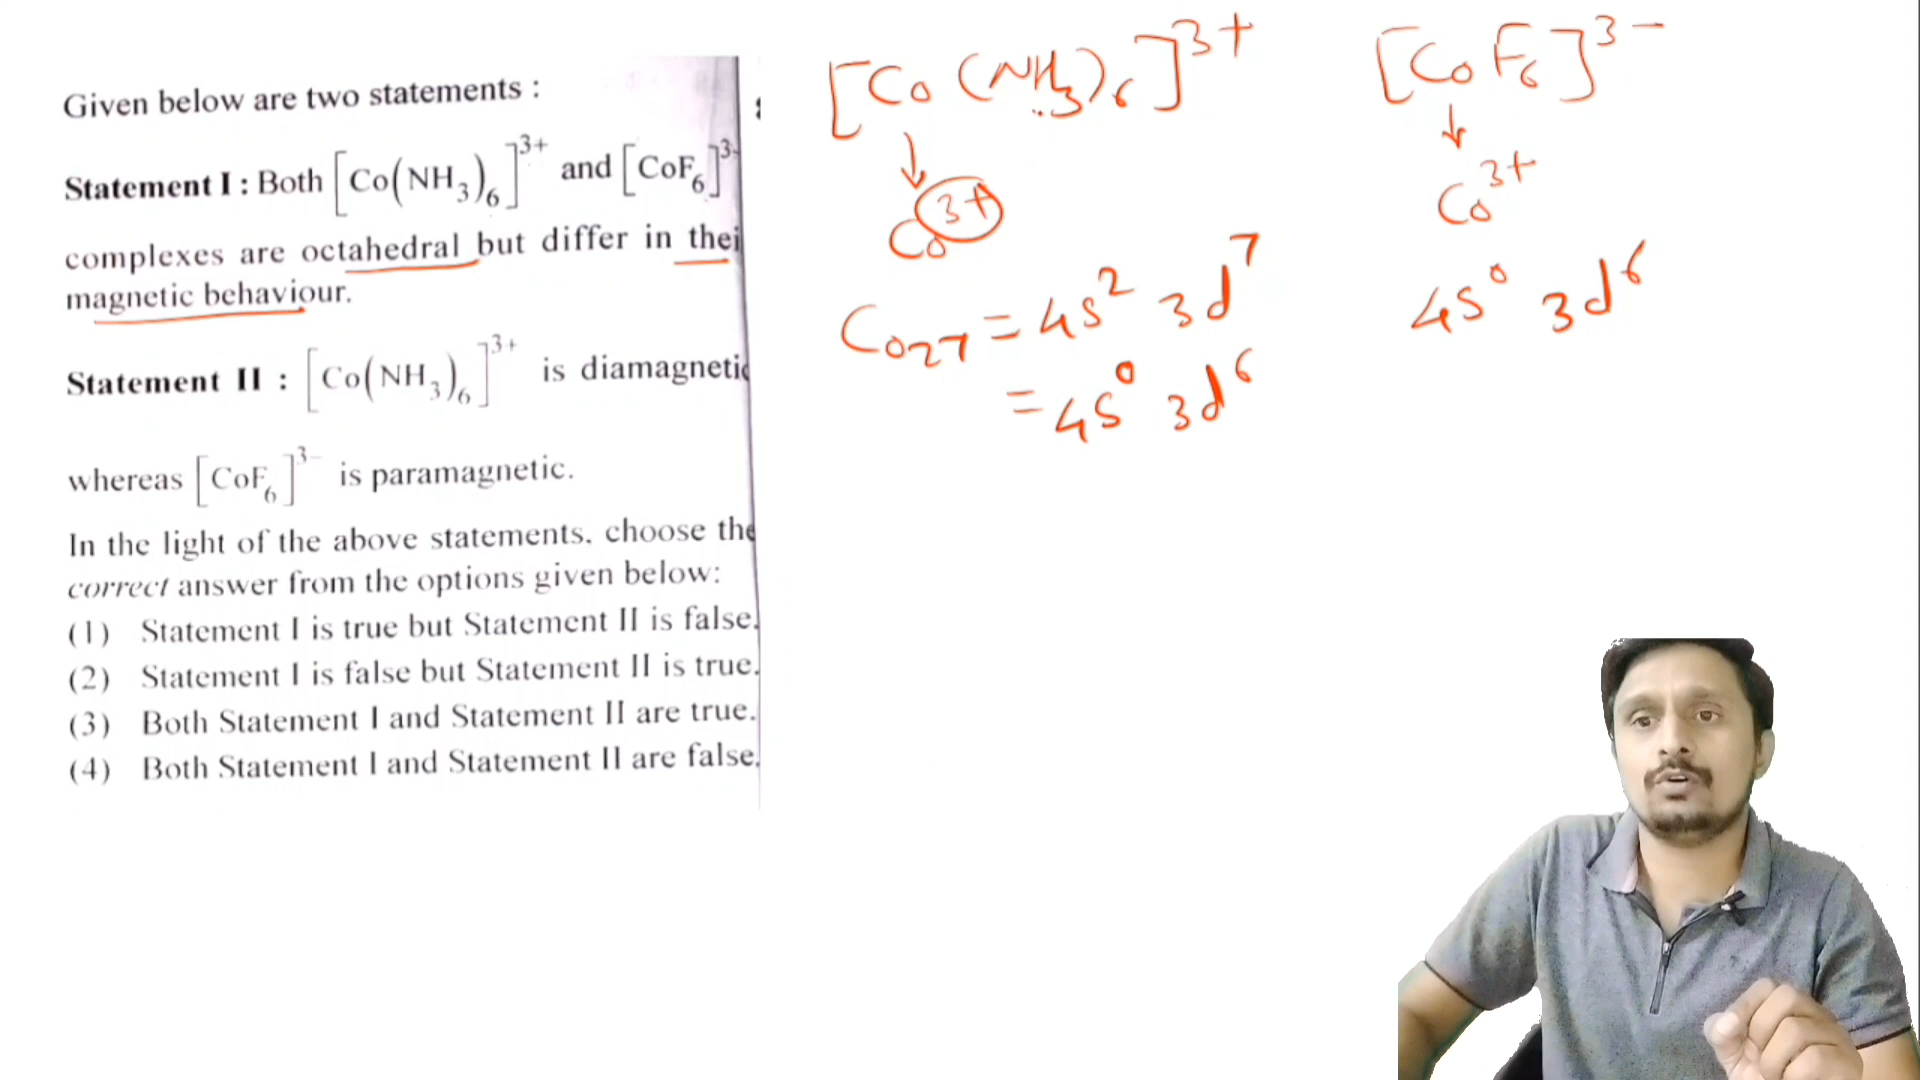 Given below are two statements :
Statement I : Both [Co(NH₃)₆]³⁺ and [CoF₆]³⁻
complexes are octahedral but differ in thei
magnetic behaviour.
Statement II : [Co(NH₃)₆]³⁺ is diamagnetic
whereas [CoF₆]³⁻ is paramagnetic.
In the light of the above statements, choose the
correct answer from the options given below:
(1) Statement I is true but Statement II is false.
(2) Statement I is false but Statement II is true.
(3) Both Statement I and Statement II are true.
(4) Both Statement I and Statement II are false.
[Co(NH₃)₆]³⁺
↓
Co³⁺
Co₂₇ = 4s² 3d⁷
= 4s⁰ 3d⁶
[CoF₆]³⁻
↓
Co³⁺
4s⁰ 3d⁶